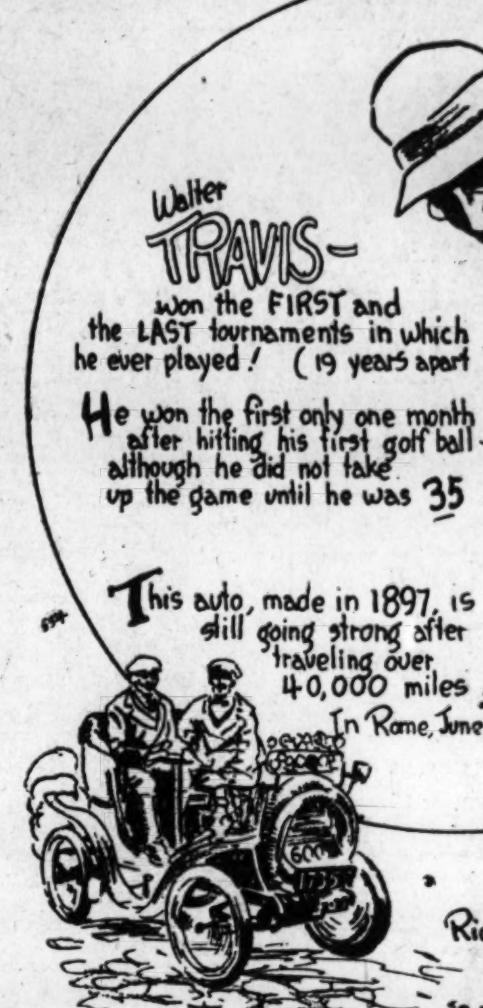 Walter
TRAVIS-
won the FIRST and
the LAST tournaments in which
he ever played! (19 years apart
He won the first only one month
after hitting his first golf ball-
although he did not take
up the game until he was 35
This auto, made in 1897, is
still going strong after
traveling over
40,000 miles
In Rome, June
Ric